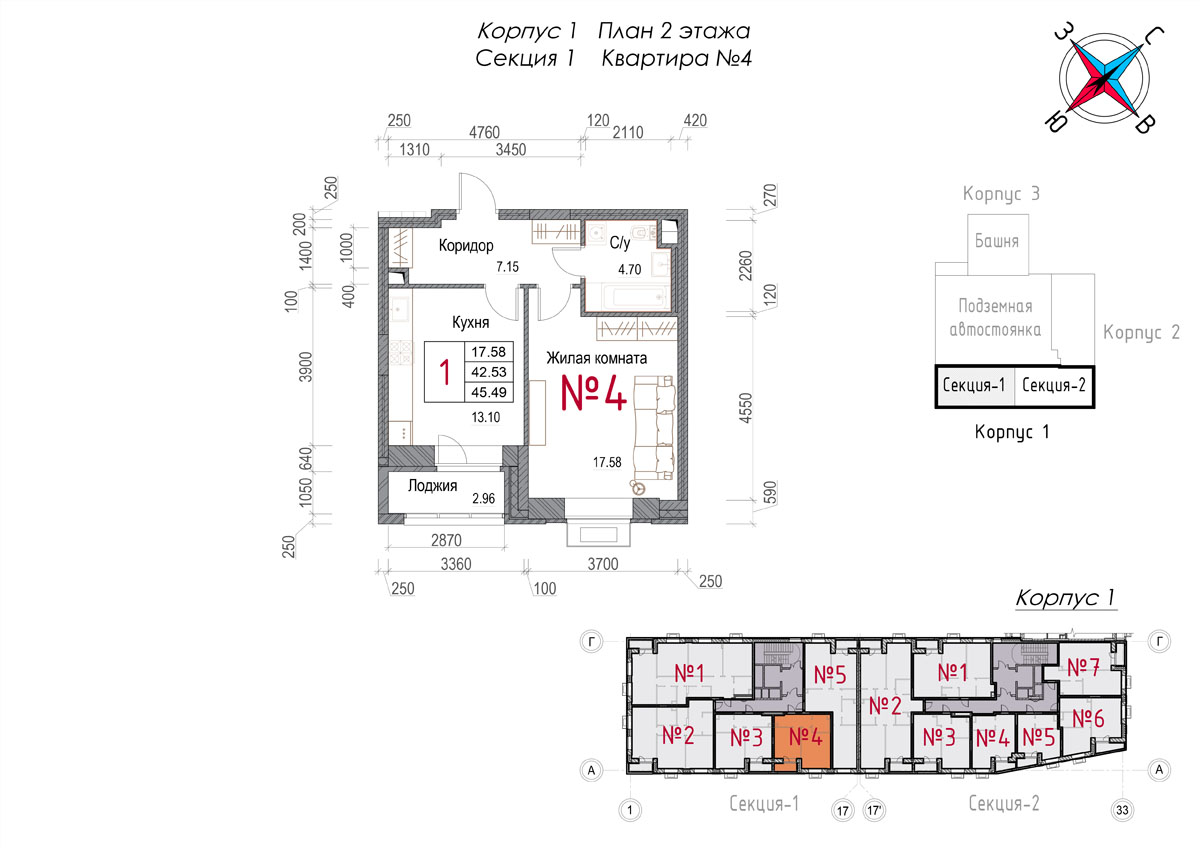 Корпус 1 План 2 этажа
Секция 1 Квартира №4
З
С
Ю
В
250
4760
120
2110
420
1310
3450
250
200
1400
1000
100
400
3900
640
1050
250
270
2260
120
4550
590
Коридор
7.15
С/у
4.70
Кухня
1
17.58
42.53
45.49
13.10
Жилая комната
№4
17.58
Лоджия
2.96
2870
3360
3700
250
100
250
Корпус 3
Башня
Подземная
автостоянка
Корпус 2
Секция-1
Секция-2
Корпус 1
Корпус 1
Г
Г
№1
№5
№2
№1
№7
№2
№3
№4
№3
№4
№5
№6
А
А
1
Секция-1
17
17'
Секция-2
33